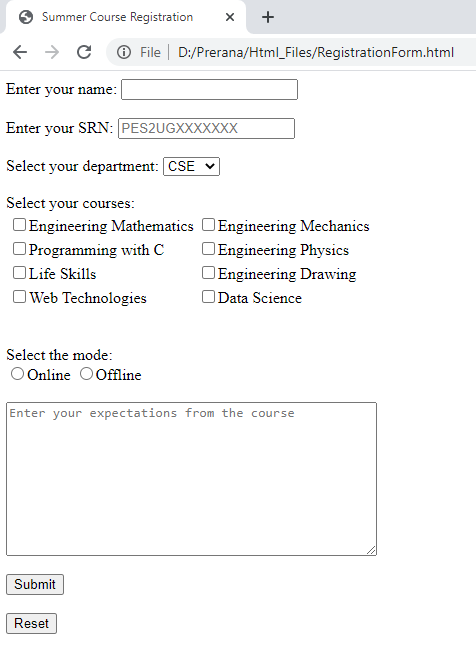 Summer Course Registration
File D:/Prerana/Html_Files/RegistrationForm.html
Enter your name:
Enter your SRN: PES2UGXXXXXXX
Select your department: CSE
Select your courses:
Engineering Mathematics Engineering Mechanics
Programming with C Engineering Physics
Life Skills Engineering Drawing
Web Technologies Data Science
Select the mode:
Online Offline
Enter your expectations from the course
Submit
Reset